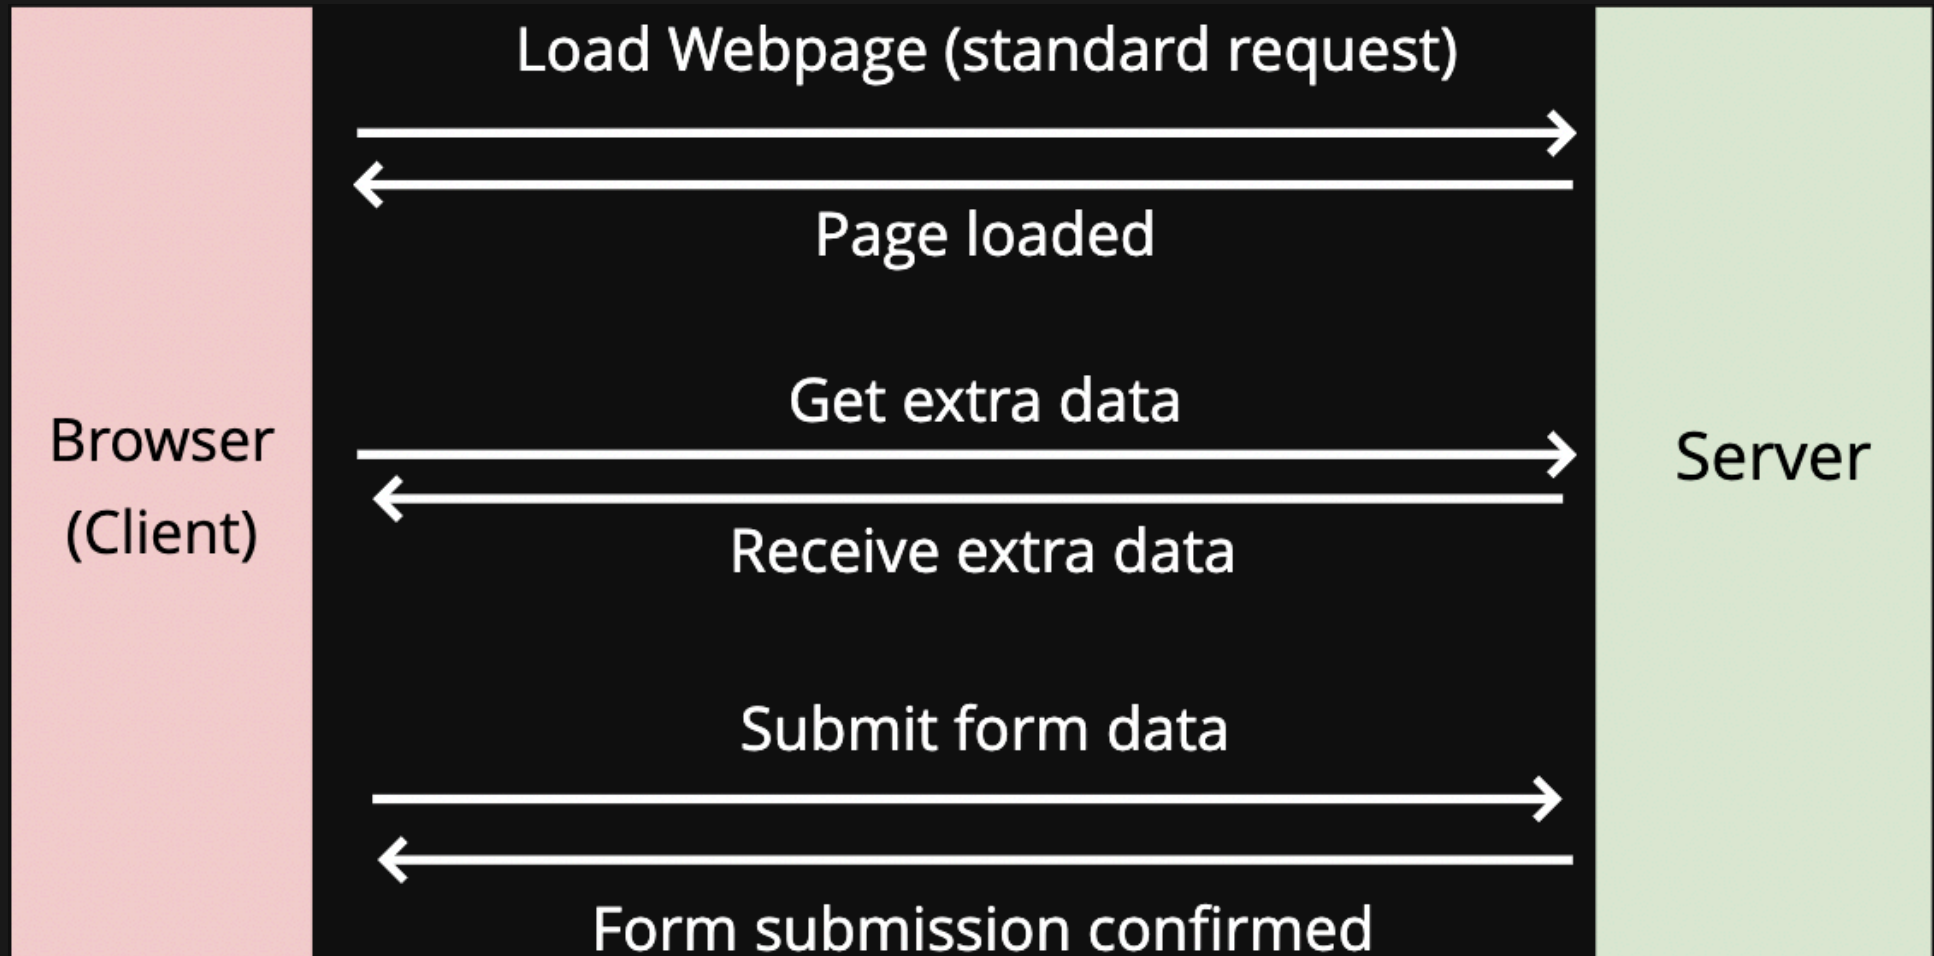 Load Webpage (standard request)
Page loaded
Get extra data
Browser
(Client)
Server
Receive extra data
Submit form data
Form submission confirmed